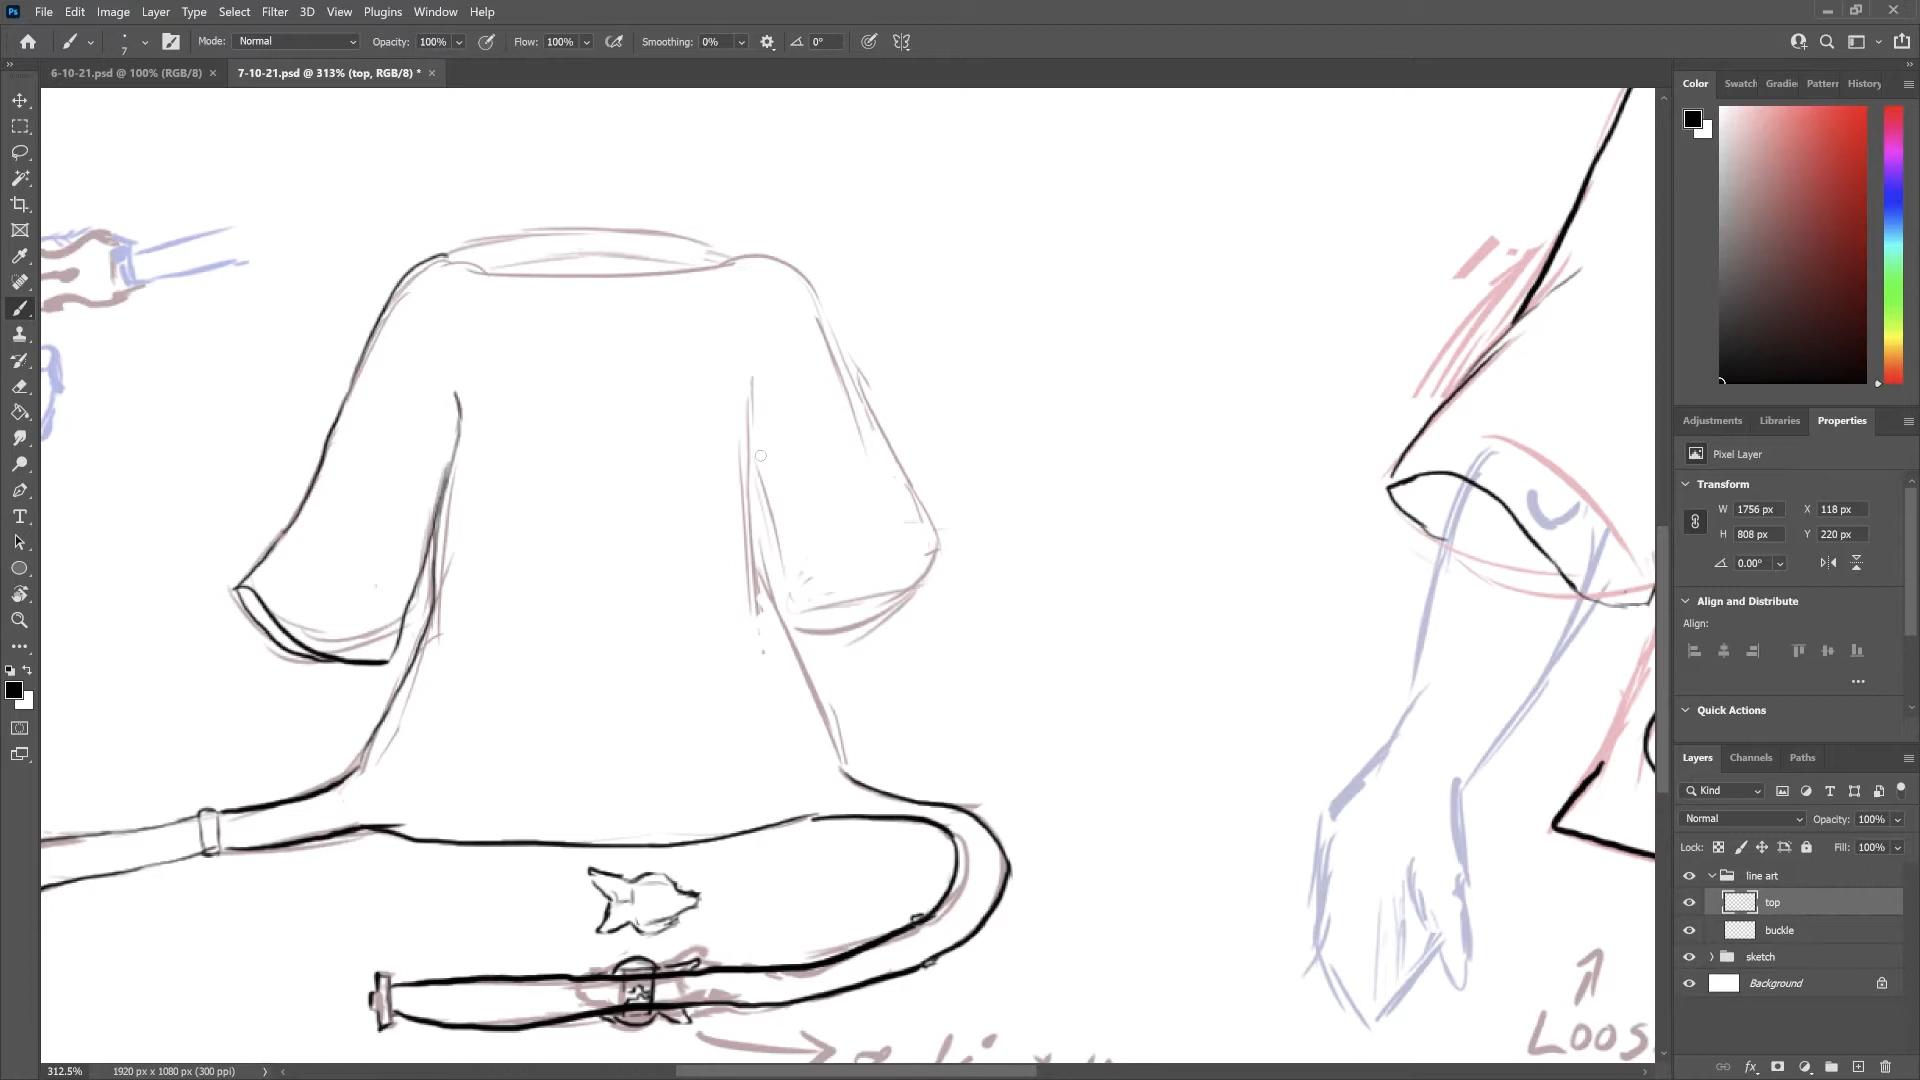 Ps File Edit Image Layer Type Select Filter 3D View Plugins Window Help
7 Mode: Normal Opacity: 100% Flow: 100% Smoothing: 0% 0°
6-10-21.psd @ 100% (RGB/8) × 7-10-21.psd @ 313% (top, RGB/8) * ×
Color Swatch Gradie Pattern History
Adjustments Libraries Properties
Pixel Layer
Transform
W 1756 px X 118 px
H 808 px Y 220 px
0.00°
Align and Distribute
Align:
Quick Actions
Layers Channels Paths
Kind
Normal Opacity: 100%
Lock: Fill: 100%
line art
top
buckle
sketch
Background
Loos
312.5% 1920 px x 1080 px (300 ppi)